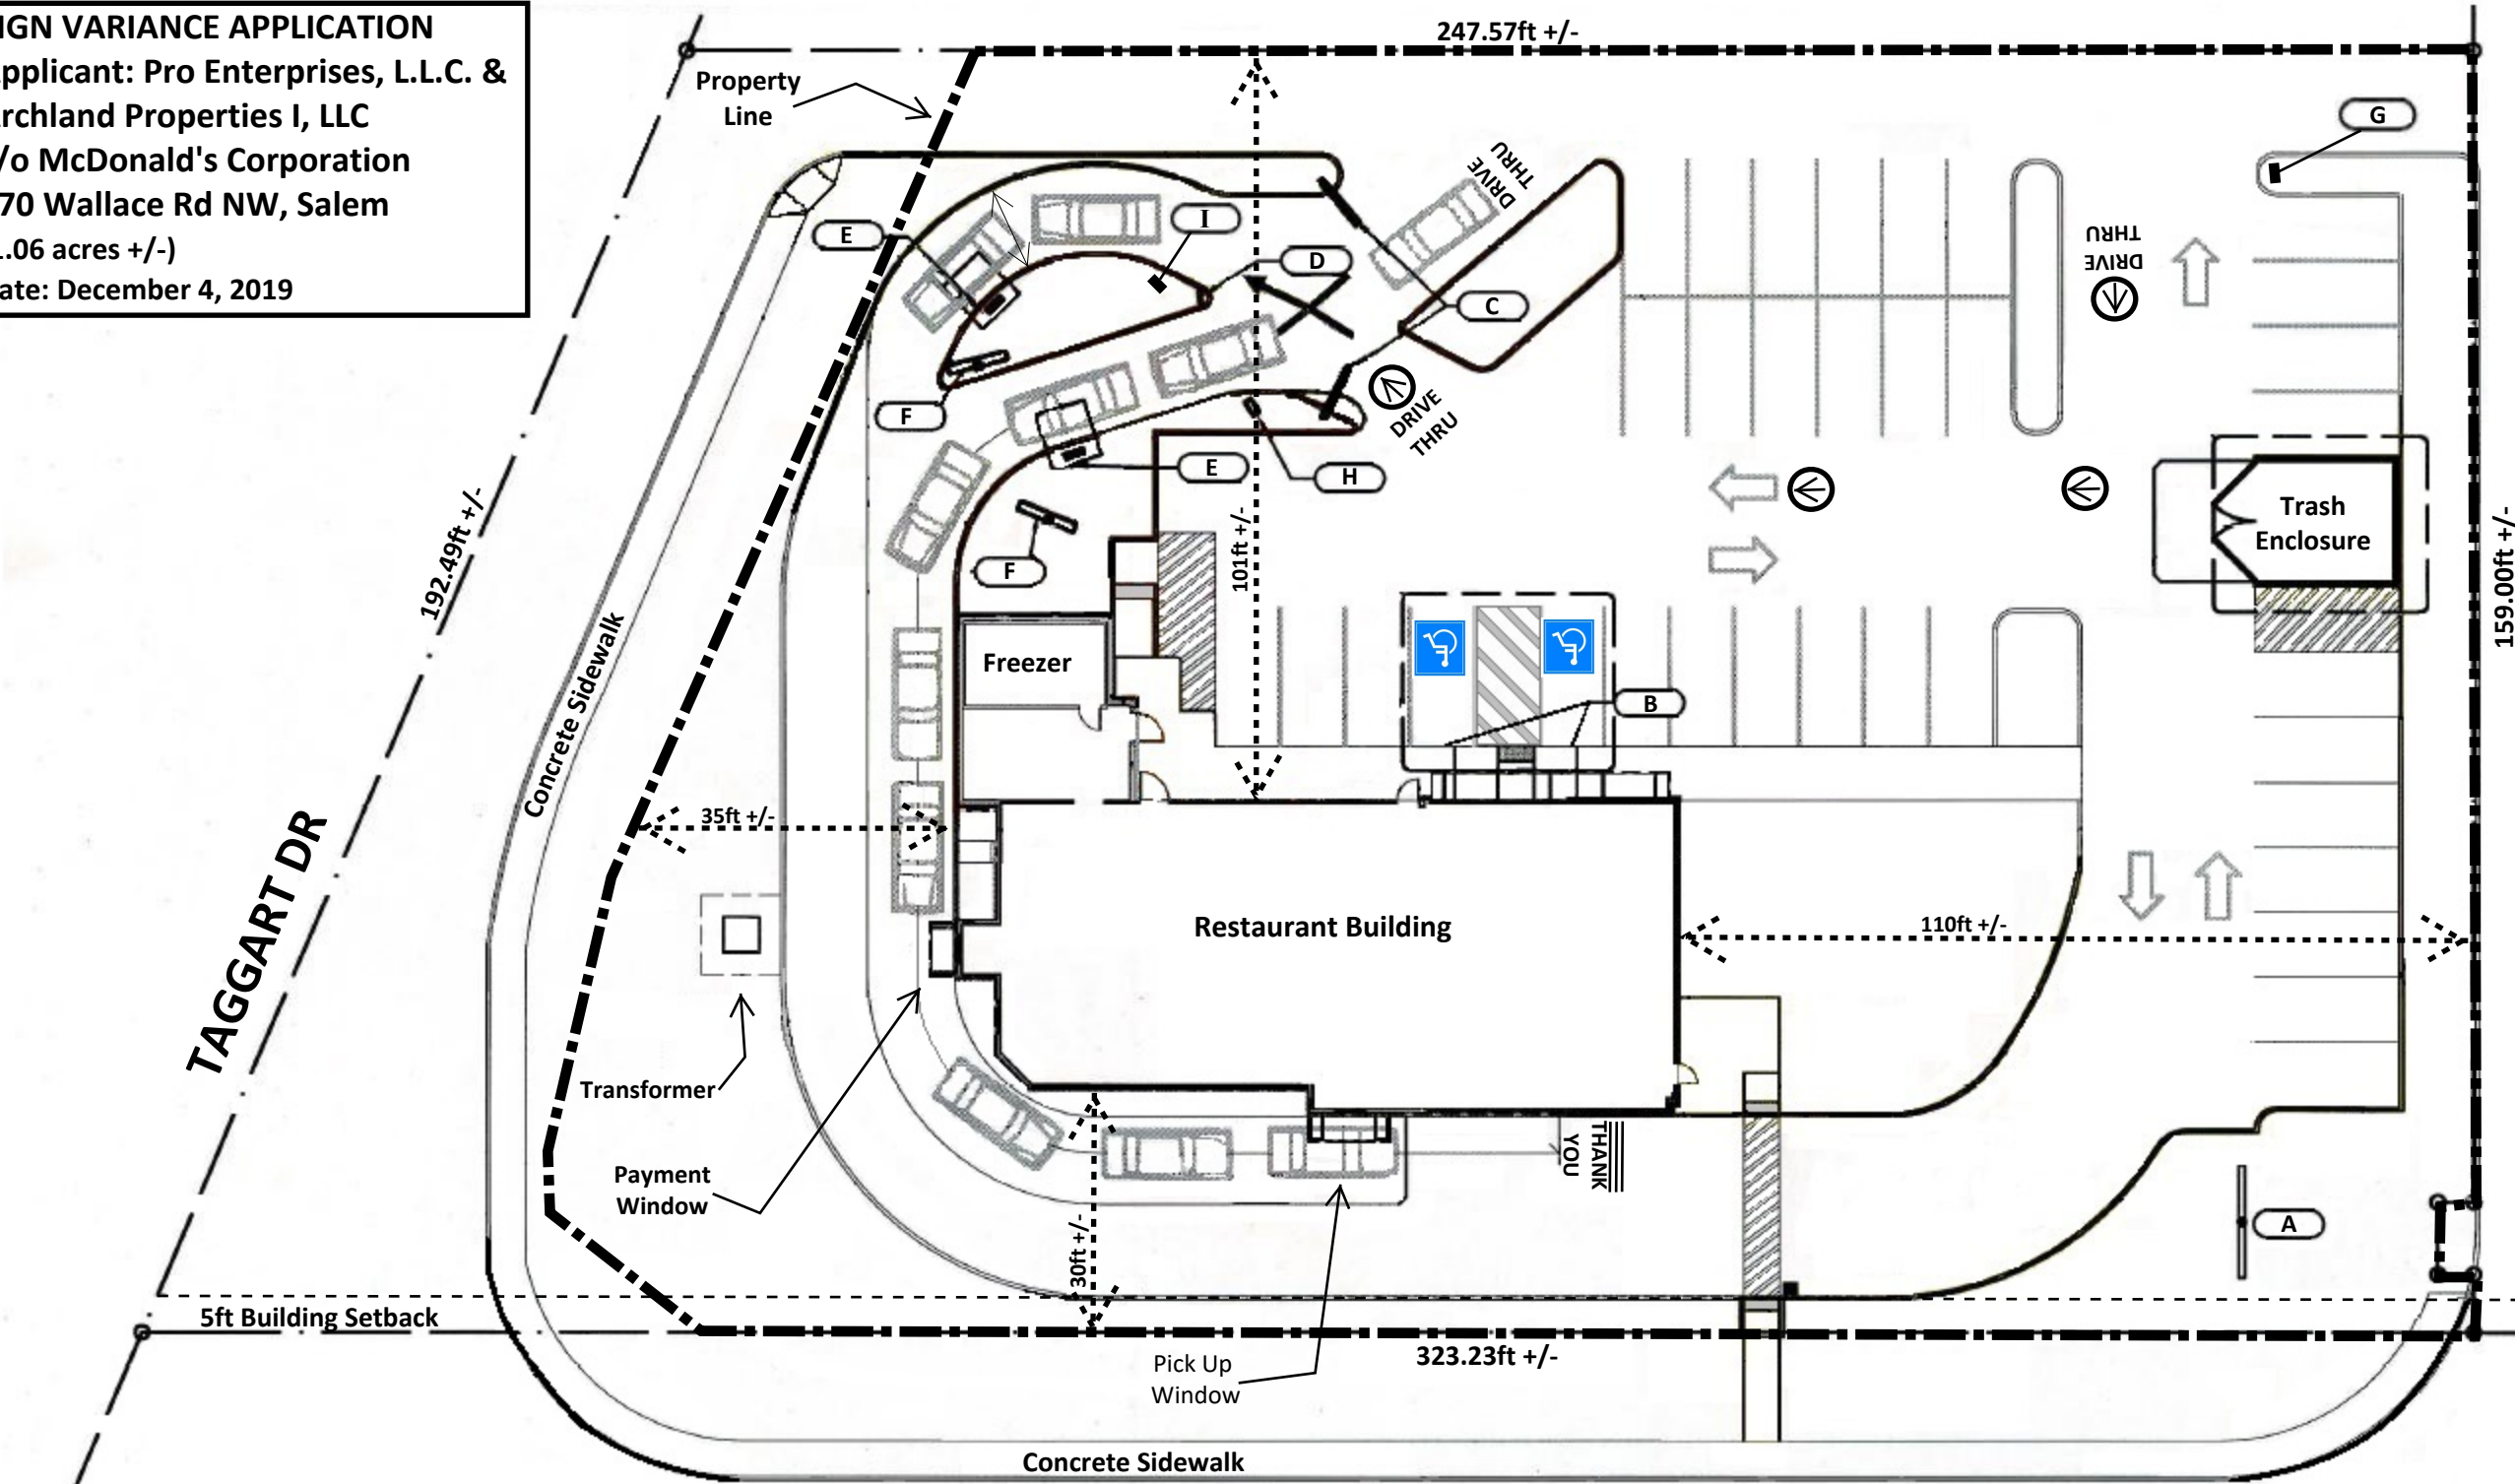 IGN VARIANCE APPLICATION
pplicant: Pro Enterprises, L.L.C. &
rchland Properties I, LLC
/o McDonald's Corporation
70 Wallace Rd NW, Salem
.06 acres +/-)
ate: December 4, 2019
247.57ft +/-
Property
Line
G
DRIVE
THRU
E
I
D
C
DRIVE
THRU
F
DRIVE
THRU
E
H
192.49ft +/-
101ft +/-
Trash
Enclosure
159.00ft +/-
F
Concrete Sidewalk
Freezer
B
35ft +/-
TAGGART DR
Restaurant Building
110ft +/-
Transformer
Payment
Window
THANK
YOU
A
30ft +/-
5ft Building Setback
323.23ft +/-
Pick Up
Window
Concrete Sidewalk